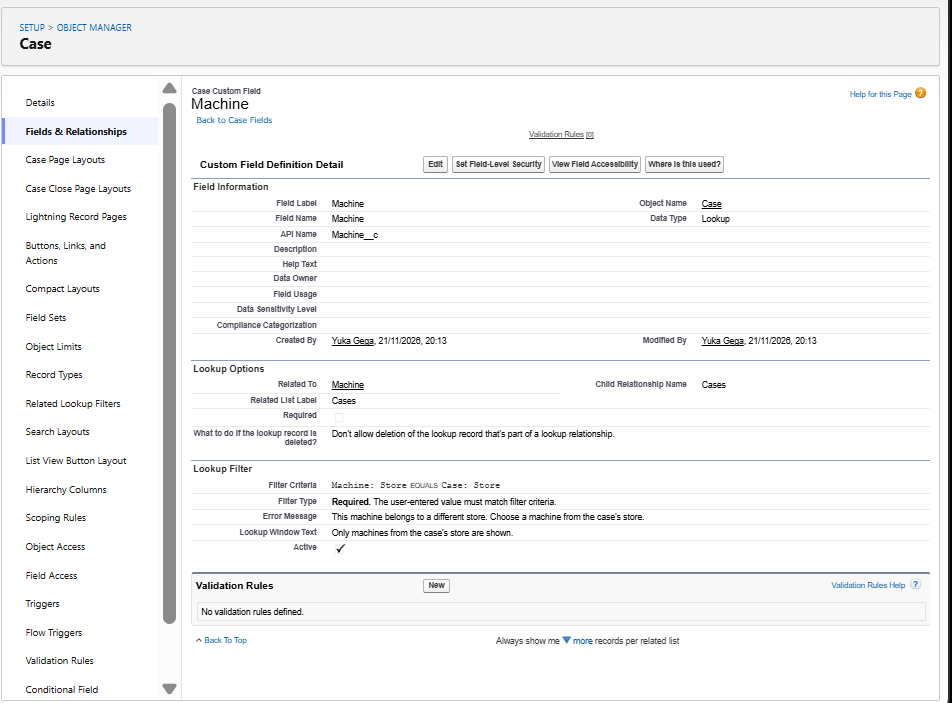 SETUP > OBJECT MANAGER
Case
Details
Fields & Relationships
Case Page Layouts
Case Close Page Layouts
Lightning Record Pages
Buttons, Links, and
Actions
Compact Layouts
Field Sets
Object Limits
Record Types
Related Lookup Filters
Search Layouts
List View Button Layout
Hierarchy Columns
Scoping Rules
Object Access
Field Access
Triggers
Flow Triggers
Validation Rules
Conditional Field
Case Custom Field
Machine
Help for this Page ?
Back to Case Fields
Validation Rules [0]
Custom Field Definition Detail Edit Set Field-Level Security View Field Accessibility Where is this used?
Field Information
Field Label Machine Object Name Case
Field Name Machine Data Type Lookup
API Name Machine__c
Description
Help Text
Data Owner
Field Usage
Data Sensitivity Level
Compliance Categorization
Created By Yuka Gega, 21/11/2026, 20:13 Modified By Yuka Gega, 21/11/2026, 20:13
Lookup Options
Related To Machine Child Relationship Name Cases
Related List Label Cases
Required
What to do if the lookup record is
deleted? Don't allow deletion of the lookup record that's part of a lookup relationship.
Lookup Filter
Filter Criteria Machine: Store EQUALS Case: Store
Filter Type Required. The user-entered value must match filter criteria.
Error Message This machine belongs to a different store. Choose a machine from the case's store.
Lookup Window Text Only machines from the case's store are shown.
Active ✓
Validation Rules New Validation Rules Help ?
No validation rules defined.
^ Back To Top Always show me ▼ more records per related list